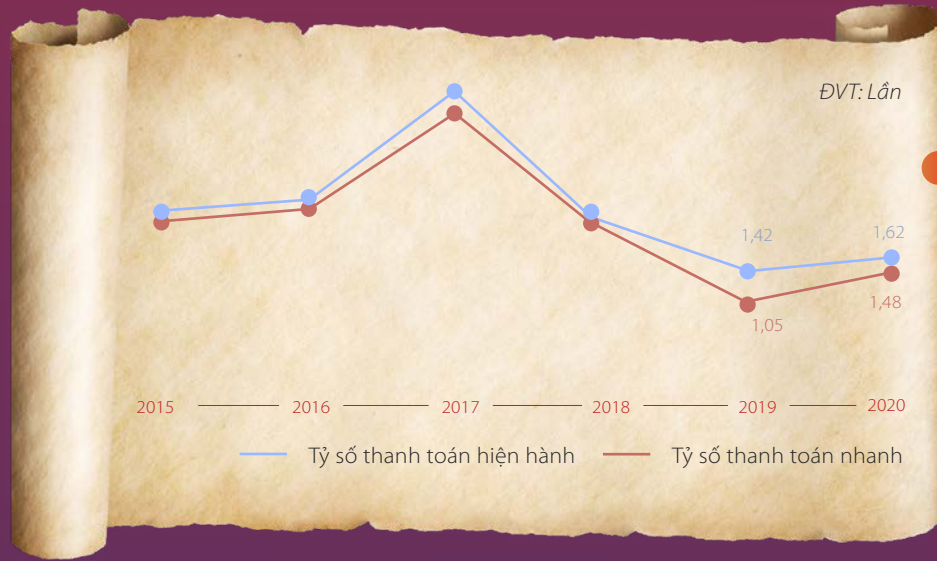 ĐVT: Lần
1,42
1,62
1,48
1,05
2015 2016 2017 2018 2019 2020
Tỷ số thanh toán hiện hành Tỷ số thanh toán nhanh